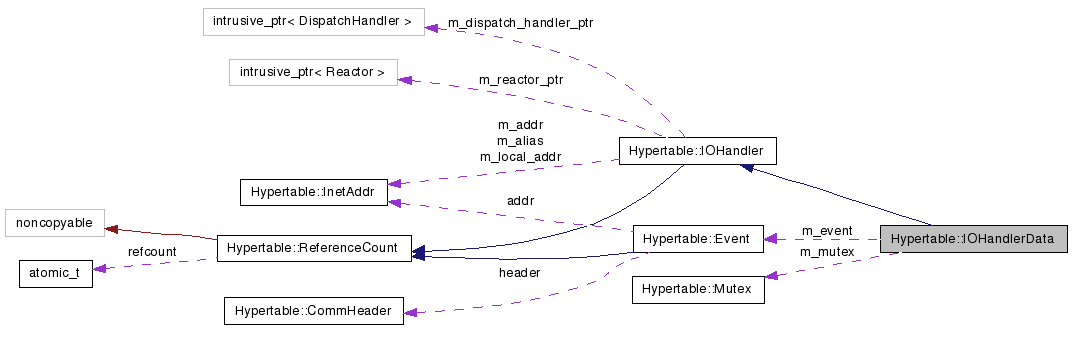 intrusive_ptr< DispatchHandler >
m_dispatch_handler_ptr
intrusive_ptr< Reactor >
m_reactor_ptr
m_addr
m_alias
m_local_addr
Hypertable::IOHandler
Hypertable::InetAddr
addr
noncopyable
Hypertable::ReferenceCount
Hypertable::Event
m_event
m_mutex
Hypertable::IOHandlerData
refcount
atomic_t
header
Hypertable::Mutex
Hypertable::CommHeader